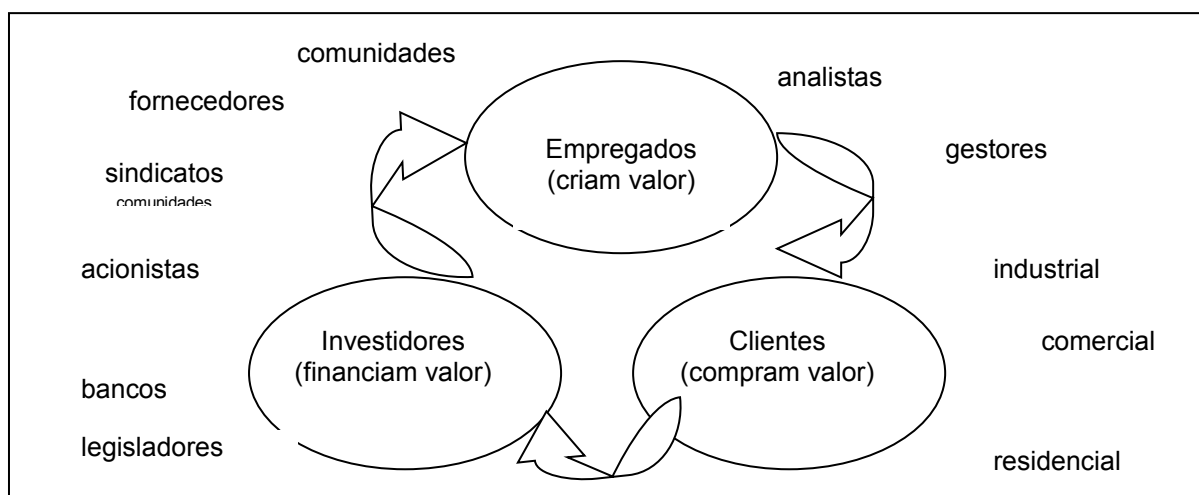 comunidades
analistas
fornecedores
Empregados
(criam valor)
gestores
sindicatos
comunidades
acionistas
industrial
Investidores
(financiam valor)
Clientes
(compram valor)
comercial
bancos
legisladores
residencial